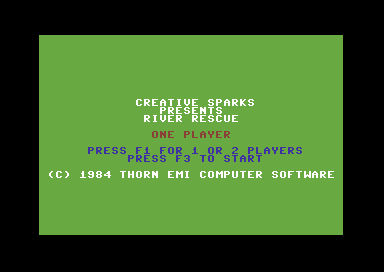 CREATIVE SPARKS
PRESENTS
RIVER RESCUE
ONE PLAYER
PRESS F1 FOR 1 OR 2 PLAYERS
PRESS F3 TO START
(C) 1984 THORN EMI COMPUTER SOFTWARE